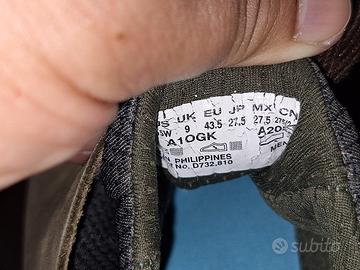 US UK EU JP MX CN
9 43.5 27.5 27.5
A10GK
PHILIPPINES
No. D732,810
subito